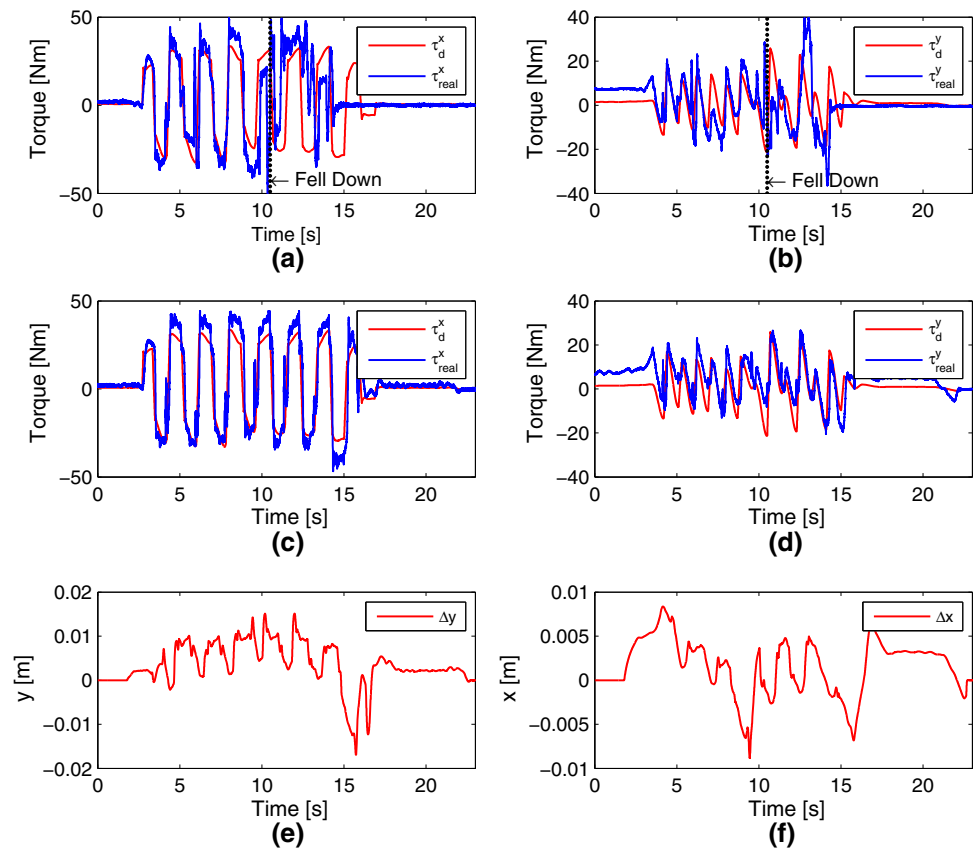 50
0
−50
Torque [Nm]
τ_d^x
τ_real^x
← Fell Down
0 5 10 15 20
Time [s]
(a)
40
20
0
−20
−40
Torque [Nm]
τ_d^y
τ_real^y
← Fell Down
0 5 10 15 20
Time [s]
(b)
50
0
−50
Torque [Nm]
τ_d^x
τ_real^x
0 5 10 15 20
Time [s]
(c)
40
20
0
−20
−40
Torque [Nm]
τ_d^y
τ_real^y
0 5 10 15 20
Time [s]
(d)
0.02
0.01
0
−0.01
−0.02
y [m]
Δy
0 5 10 15 20
Time [s]
(e)
0.01
0.005
0
−0.005
−0.01
x [m]
Δx
0 5 10 15 20
Time [s]
(f)